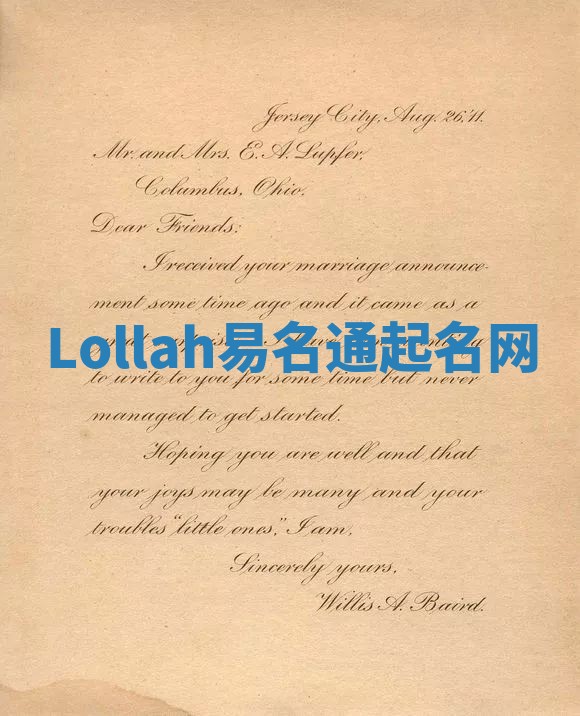 Jersey City, Aug. 26,'11.
Mr. and Mrs. E. A. Lupfer,
Columbus, Ohio.
Dear Friends:
I received your marriage announce-
ment some time ago and it came as a
Lollah易名通起名网
to write to you for some time but never
managed to get started.
Hoping you are well and that
your joys may be many and your
troubles "little ones," I am,
Sincerely yours,
Willis A. Baird.